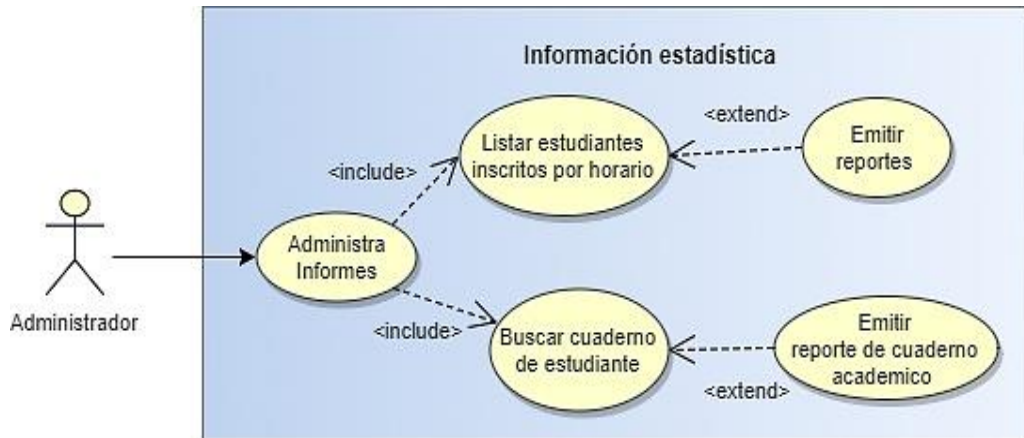 Información estadística
<extend>
Listar estudiantes
inscritos por horario
Emitir
reportes
<include>
Administra
Informes
Administrador
<include>
Buscar cuaderno
de estudiante
Emitir
reporte de cuaderno
academico
<extend>